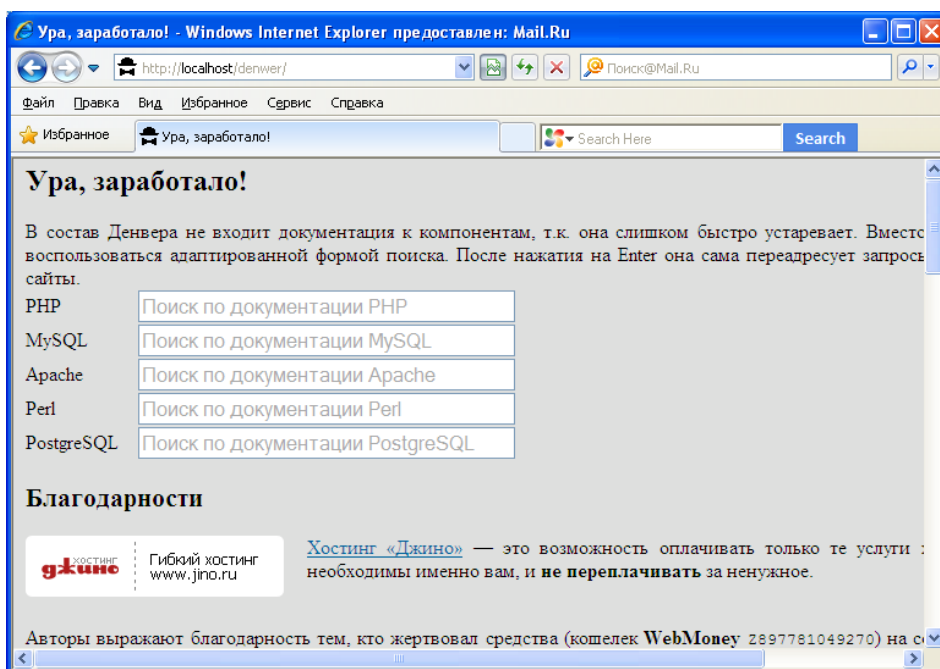 Ура, заработало! - Windows Internet Explorer предоставлен: Mail.Ru
http://localhost/denwer/
Поиск@Mail.Ru
Файл Правка Вид Избранное Сервис Справка
Избранное
Ура, заработало!
Search Here
Search
Ура, заработало!
В состав Денвера не входит документация к компонентам, т.к. она слишком быстро устаревает. Вместо
воспользоваться адаптированной формой поиска. После нажатия на Enter она сама переадресует запросы
сайты.
PHP Поиск по документации PHP
MySQL Поиск по документации MySQL
Apache Поиск по документации Apache
Perl Поиск по документации Perl
PostgreSQL Поиск по документации PostgreSQL
Благодарности
хостинг
джино
Гибкий хостинг
www.jino.ru
Хостинг «Джино» — это возможность оплачивать только те услуги
необходимы именно вам, и не переплачивать за ненужное.
Авторы выражают благодарность тем, кто жертвовал средства (кошелек WebMoney Z897781049270) на